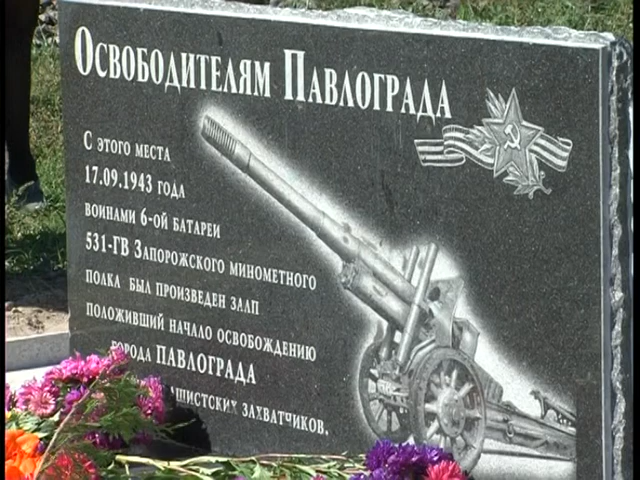 Освободителям Павлограда
С этого места
17.09.1943 года
воинами 6-ой батареи
531-ГВ Запорожского минометного
полка был произведен залп
положивший начало освобождению
города ПАВЛОГРАДА
захватчиков.